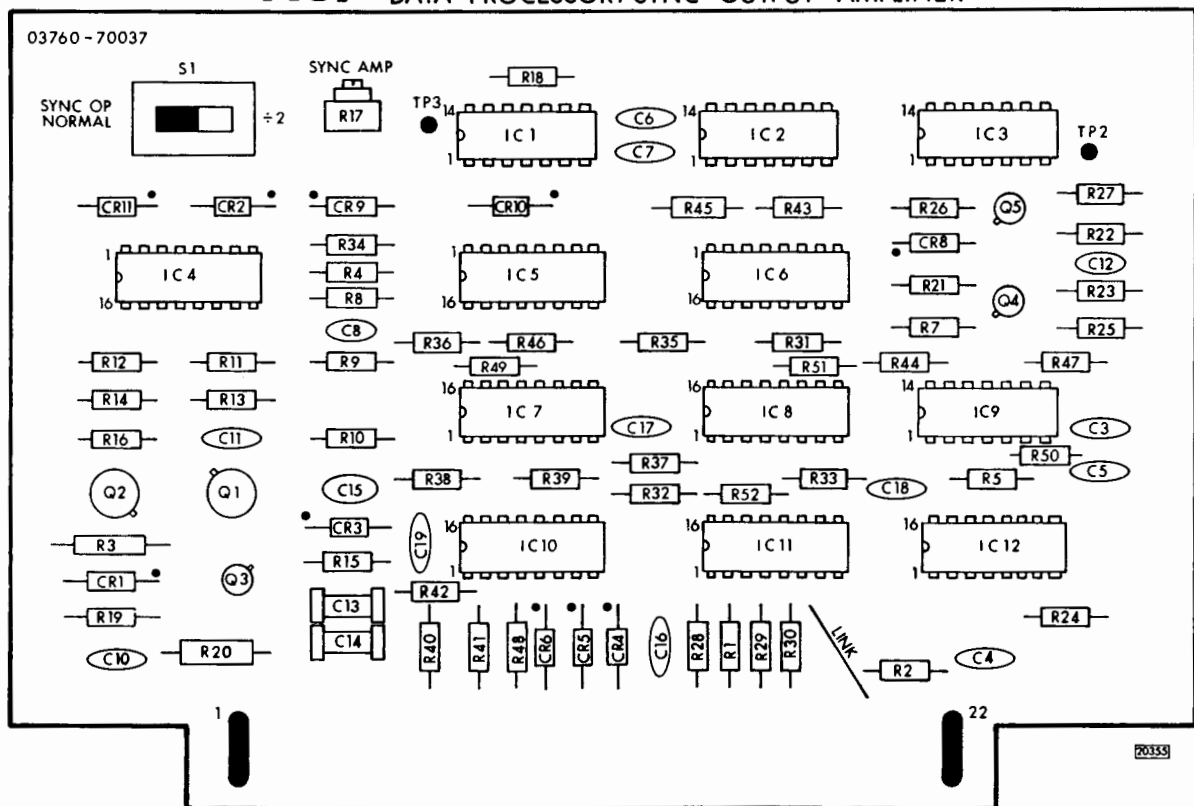 DATA PROCESSOR/SYNC OUTPUT AMPLIFIER
03760-70037
S1
SYNC AMP
R18
SYNC OP
NORMAL
÷2
R17
TP3
14
IC1
1
C6
C7
14
IC2
1
14
IC3
1
TP2
CR11
CR2
CR9
CR10
R45
R43
R26
Q5
R27
R34
CR8
R22
1
IC4
16
R4
R8
1
IC5
16
1
IC6
16
C12
R21
Q4
R23
C8
R7
R25
R36
R46
R35
R31
R12
R11
R9
R49
R51
R44
R47
R14
R13
16
IC7
1
16
IC8
1
14
IC9
1
C17
C3
R16
C11
R10
R50
C5
R37
R38
R39
R33
R5
Q2
Q1
C15
R32
R52
C18
CR3
C19
16
IC10
1
16
IC11
1
16
IC12
1
R3
R15
CR1
Q3
R42
C13
R19
R24
C14
R40
R41
R48
CR6
CR5
CR4
C16
R28
R1
R29
R30
LINK
C10
R20
R2
C4
1
22
20355